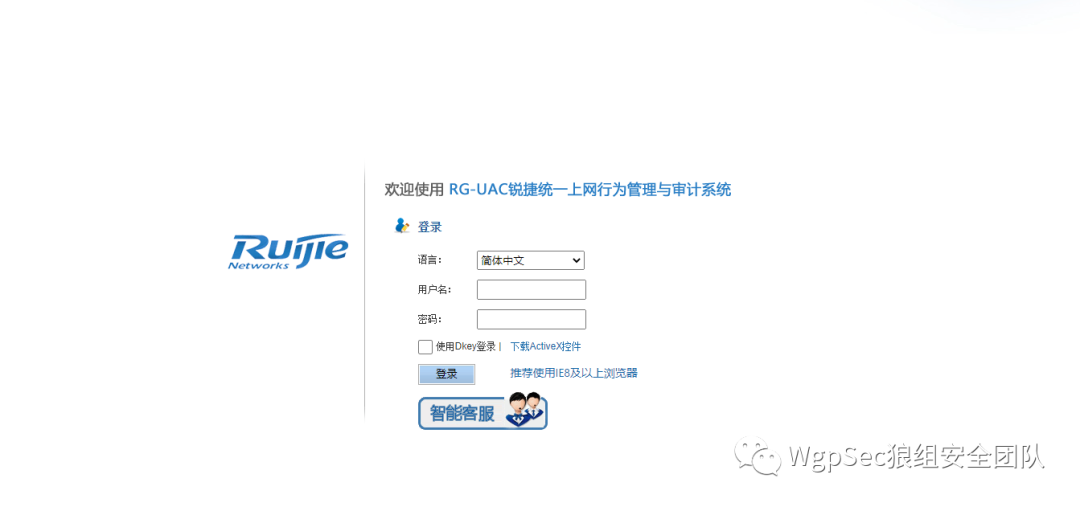 欢迎使用 RG-UAC锐捷统一上网行为管理与审计系统
登录
Ruijie
Networks
语言： 简体中文
用户名：
密码：
使用Dkey登录 | 下载ActiveX控件
登录 推荐使用IE8及以上浏览器
智能客服
WgpSec狼组安全团队